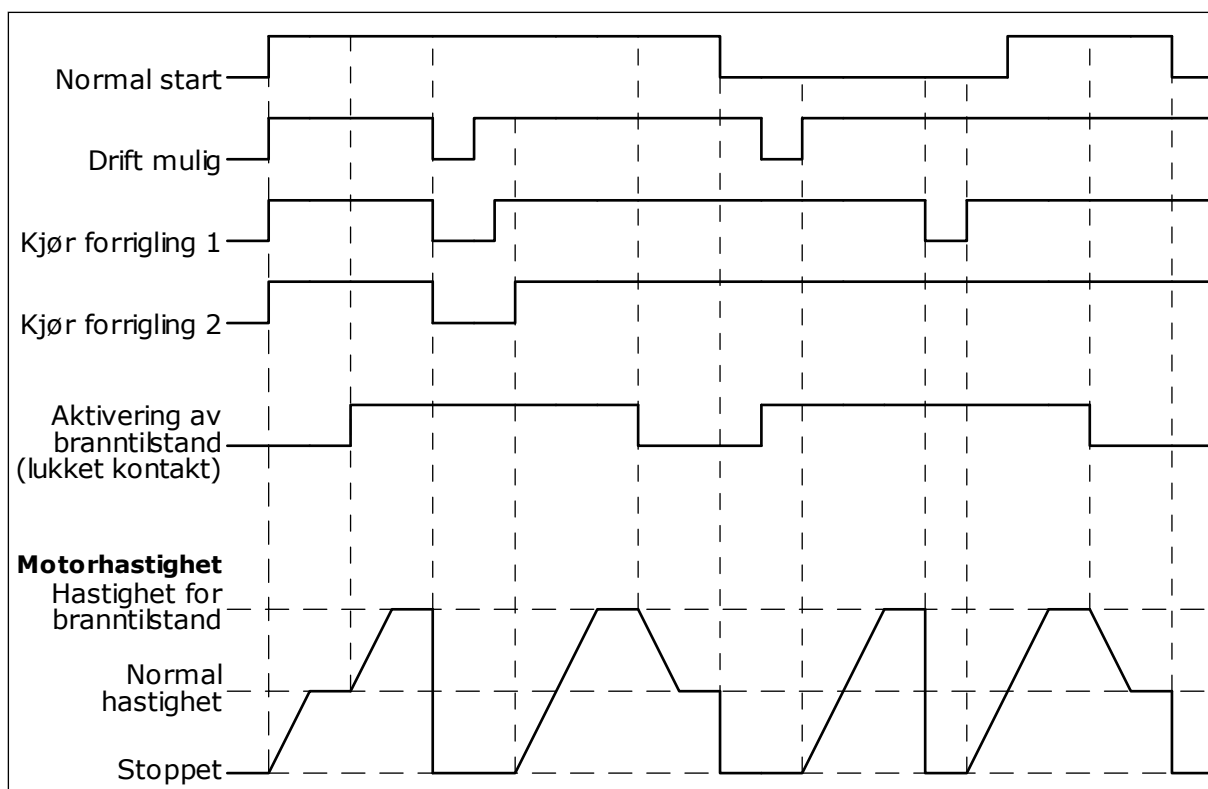 Normal start
Drift mulig
Kjør forrigling 1
Kjør forrigling 2
Aktivering av
branntilstand
(lukket kontakt)
Motorhastighet
Hastighet for
branntilstand
Normal
hastighet
Stoppet